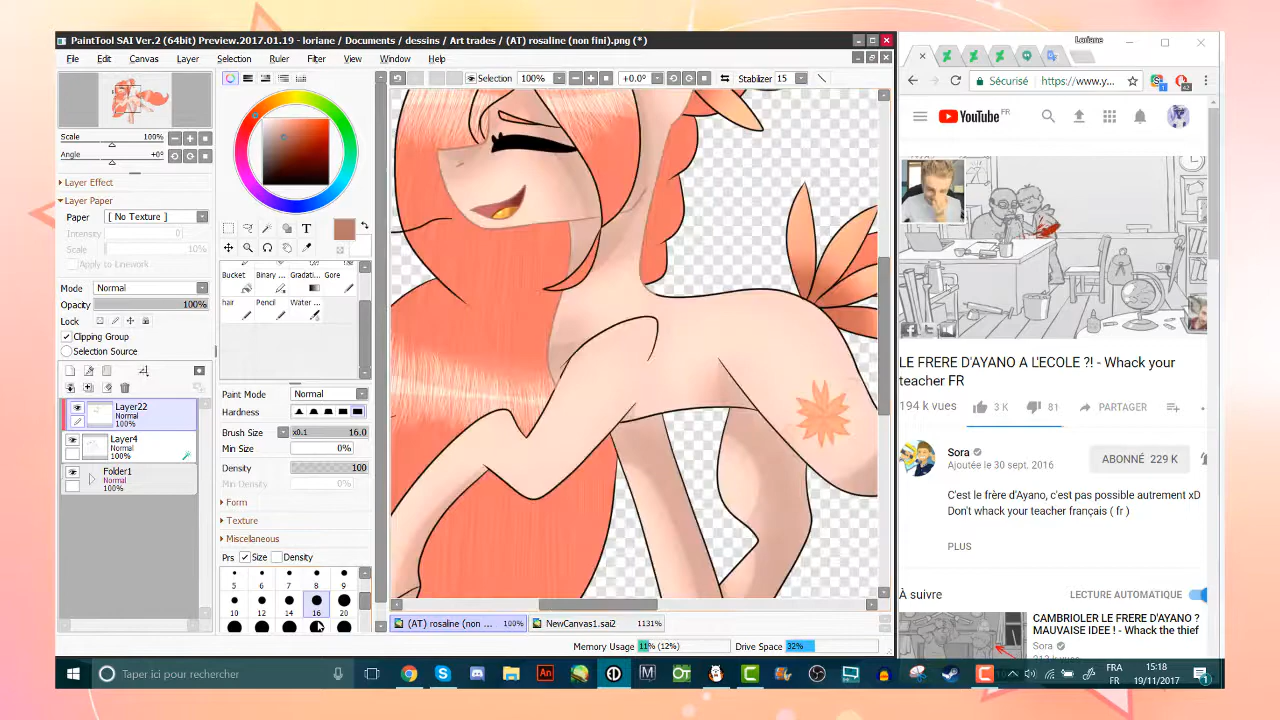 PaintTool SAI Ver.2 (64bit) Preview.2017.01.19 - loriane / Documents / dessins / Art trades / (AT) rosaline (non fini).png (*)
File Edit Canvas Layer Selection Ruler Filter View Window Help
Selection 100% +0.0° Stabilizer 15
Scale 100%
Angle +0°
Layer Effect
Layer Paper
Paper [ No Texture ]
Intensity 0
Scale 10%
Apply to Linework
Mode Normal
Opacity 100%
Lock
Clipping Group
Selection Source
Layer22
Normal
100%
Layer4
Normal
100%
Folder1
Normal
100%
T
Bucket Binary ... Gradati... Gore
hair Pencil Water ...
Paint Mode Normal
Hardness
Brush Size x0.1 16.0
Min Size 0%
Density 100
Min Density 0%
Form
Texture
Miscellaneous
Prs Size Density
5 6 7 8 9
10 12 14 16 20
(AT) rosaline (non ... 100% NewCanvas1.sai2 1131%
Memory Usage 11% (12%) Drive Space 32%
Loriane
Sécurisé https://www.y...
YouTube FR
LE FRERE D'AYANO A L'ECOLE ?! - Whack your
teacher FR
194 k vues 3 K 81 PARTAGER
Sora
Ajoutée le 30 sept. 2016
ABONNÉ 229 K
C'est le frère d'Ayano, c'est pas possible autrement xD
Don't whack your teacher français ( fr )
PLUS
À suivre LECTURE AUTOMATIQUE
CAMBRIOLER LE FRERE D'AYANO ?
MAUVAISE IDEE ! - Whack the thief
Sora
Taper ici pour rechercher
An M OT C
FRA
FR
15:18
19/11/2017
1